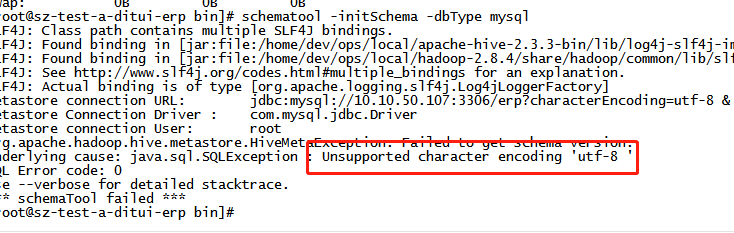 wap: 0B 0B 0B
root@sz-test-a-ditui-erp bin]# schematool -initSchema -dbType mysql
LF4J: Class path contains multiple SLF4J bindings.
LF4J: Found binding in [jar:file:/home/dev/ops/local/apache-hive-2.3.3-bin/lib/log4j-slf4j-im
LF4J: Found binding in [jar:file:/home/dev/ops/local/hadoop-2.8.4/share/hadoop/common/lib/slf
LF4J: See http://www.slf4j.org/codes.html#multiple_bindings for an explanation.
LF4J: Actual binding is of type [org.apache.logging.slf4j.Log4jLoggerFactory]
etastore connection URL: jdbc:mysql://10.10.50.107:3306/erp?characterEncoding=utf-8 &
etastore Connection Driver : com.mysql.jdbc.Driver
etastore connection User: root
rg.apache.hadoop.hive.metastore.HiveMetaException: Failed to get schema version.
nderlying cause: java.sql.SQLException : Unsupported character encoding 'utf-8 '
QL Error code: 0
se --verbose for detailed stacktrace.
** schemaTool failed ***
root@sz-test-a-ditui-erp bin]#